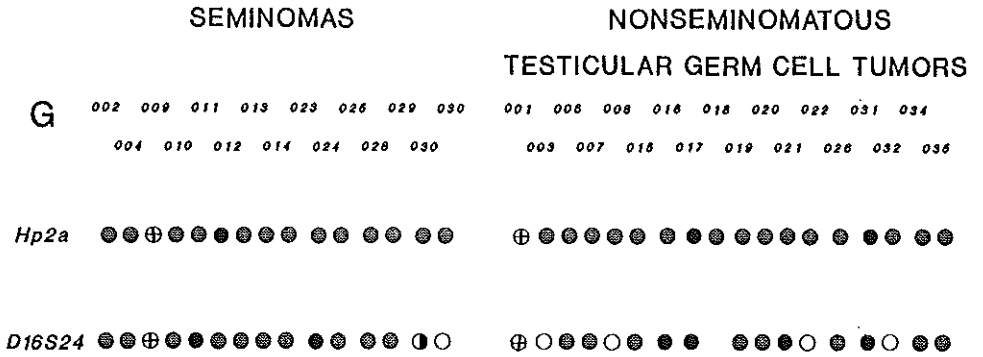 SEMINOMAS
NONSEMINOMATOUS
TESTICULAR GERM CELL TUMORS
G 002 009 011 013 023 026 029 030 001 006 008 016 018 020 022 031 034
004 010 012 014 024 028 030 003 007 015 017 019 021 026 032 035
Hp2a
D16S24